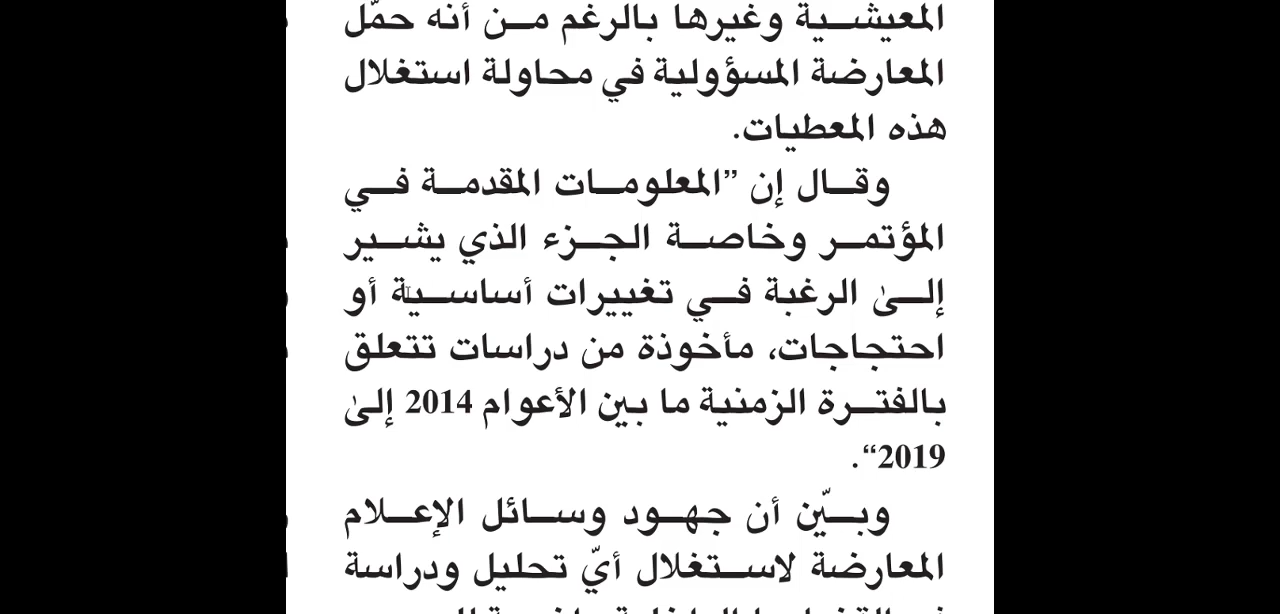 المعيشية وغيرها بالرغم من أنه حمّل
المعارضة المسؤولية في محاولة استغلال
هذه المعطيات.
وقال إن ”المعلومات المقدمة في
المؤتمر وخاصة الجزء الذي يشير
إلى الرغبة في تغييرات أساسية أو
احتجاجات، مأخوذة من دراسات تتعلق
بالفترة الزمنية ما بين الأعوام 2014 إلى
2019“.
وبيّن أن جهود وسائل الإعلام
المعارضة لاستغلال أيّ تحليل ودراسة